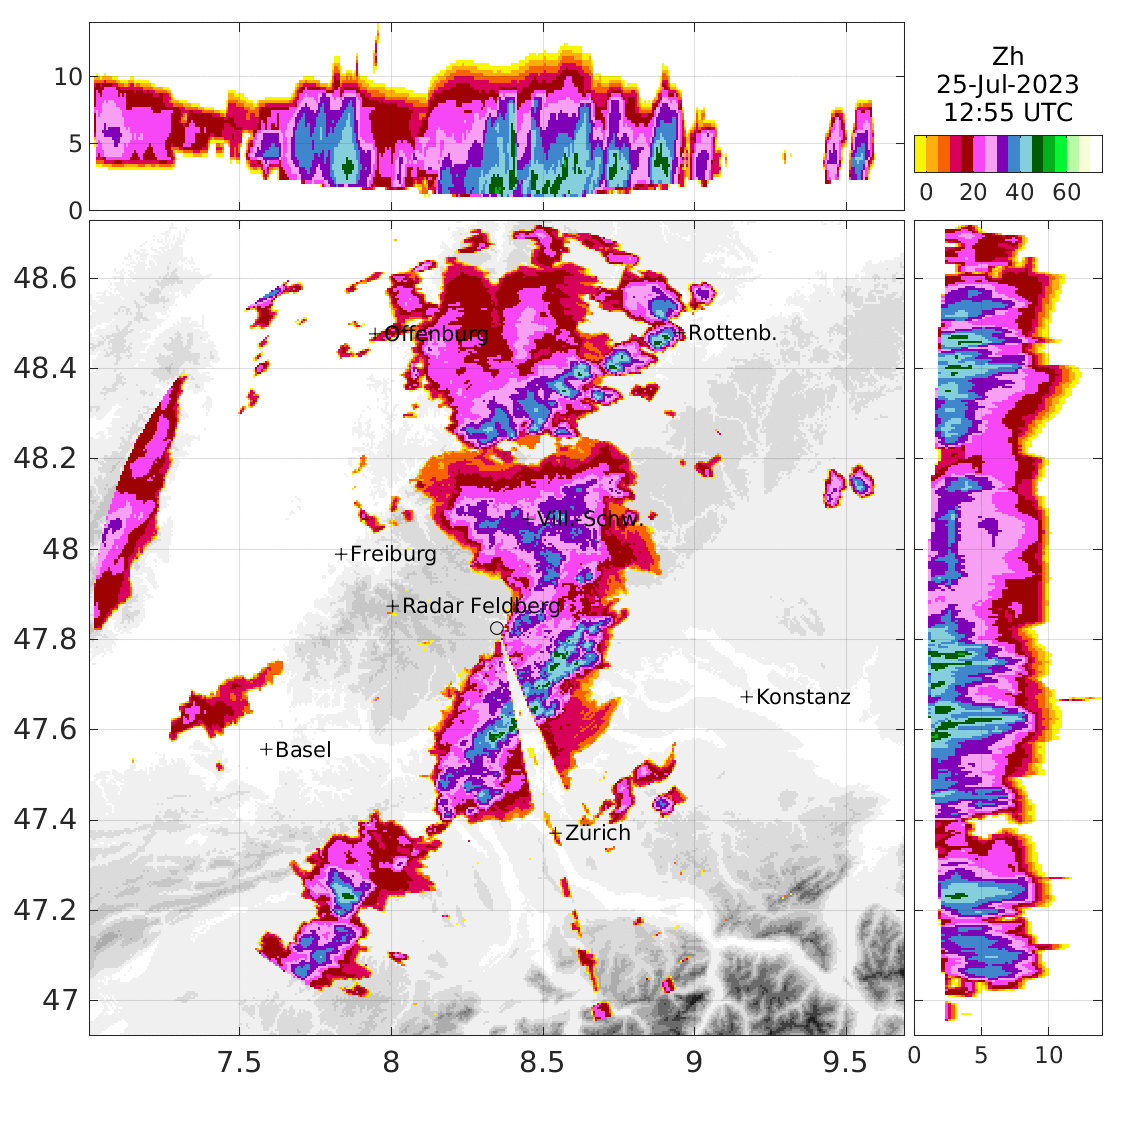 10
5
0
Zh
25-Jul-2023
12:55 UTC
0 20 40 60
48.6
48.4
48.2
48
47.8
47.6
47.4
47.2
47
+Offenburg
+Rottenb.
+Vill.-Schw.
+Freiburg
+Radar Feldberg
+Konstanz
+Basel
+Zürich
7.5 8 8.5 9 9.5
0 5 10